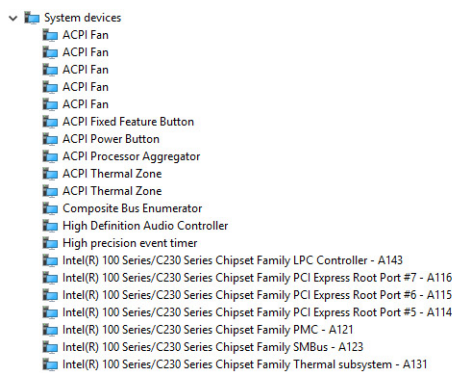 System devices
ACPI Fan
ACPI Fan
ACPI Fan
ACPI Fan
ACPI Fan
ACPI Fixed Feature Button
ACPI Power Button
ACPI Processor Aggregator
ACPI Thermal Zone
ACPI Thermal Zone
Composite Bus Enumerator
High Definition Audio Controller
High precision event timer
Intel(R) 100 Series/C230 Series Chipset Family LPC Controller - A143
Intel(R) 100 Series/C230 Series Chipset Family PCI Express Root Port #7 - A116
Intel(R) 100 Series/C230 Series Chipset Family PCI Express Root Port #6 - A115
Intel(R) 100 Series/C230 Series Chipset Family PCI Express Root Port #5 - A114
Intel(R) 100 Series/C230 Series Chipset Family PMC - A121
Intel(R) 100 Series/C230 Series Chipset Family SMBus - A123
Intel(R) 100 Series/C230 Series Chipset Family Thermal subsystem - A131